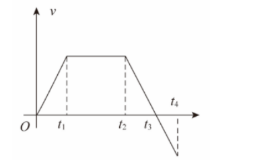 v
t₄
O t₁ t₂ t₃